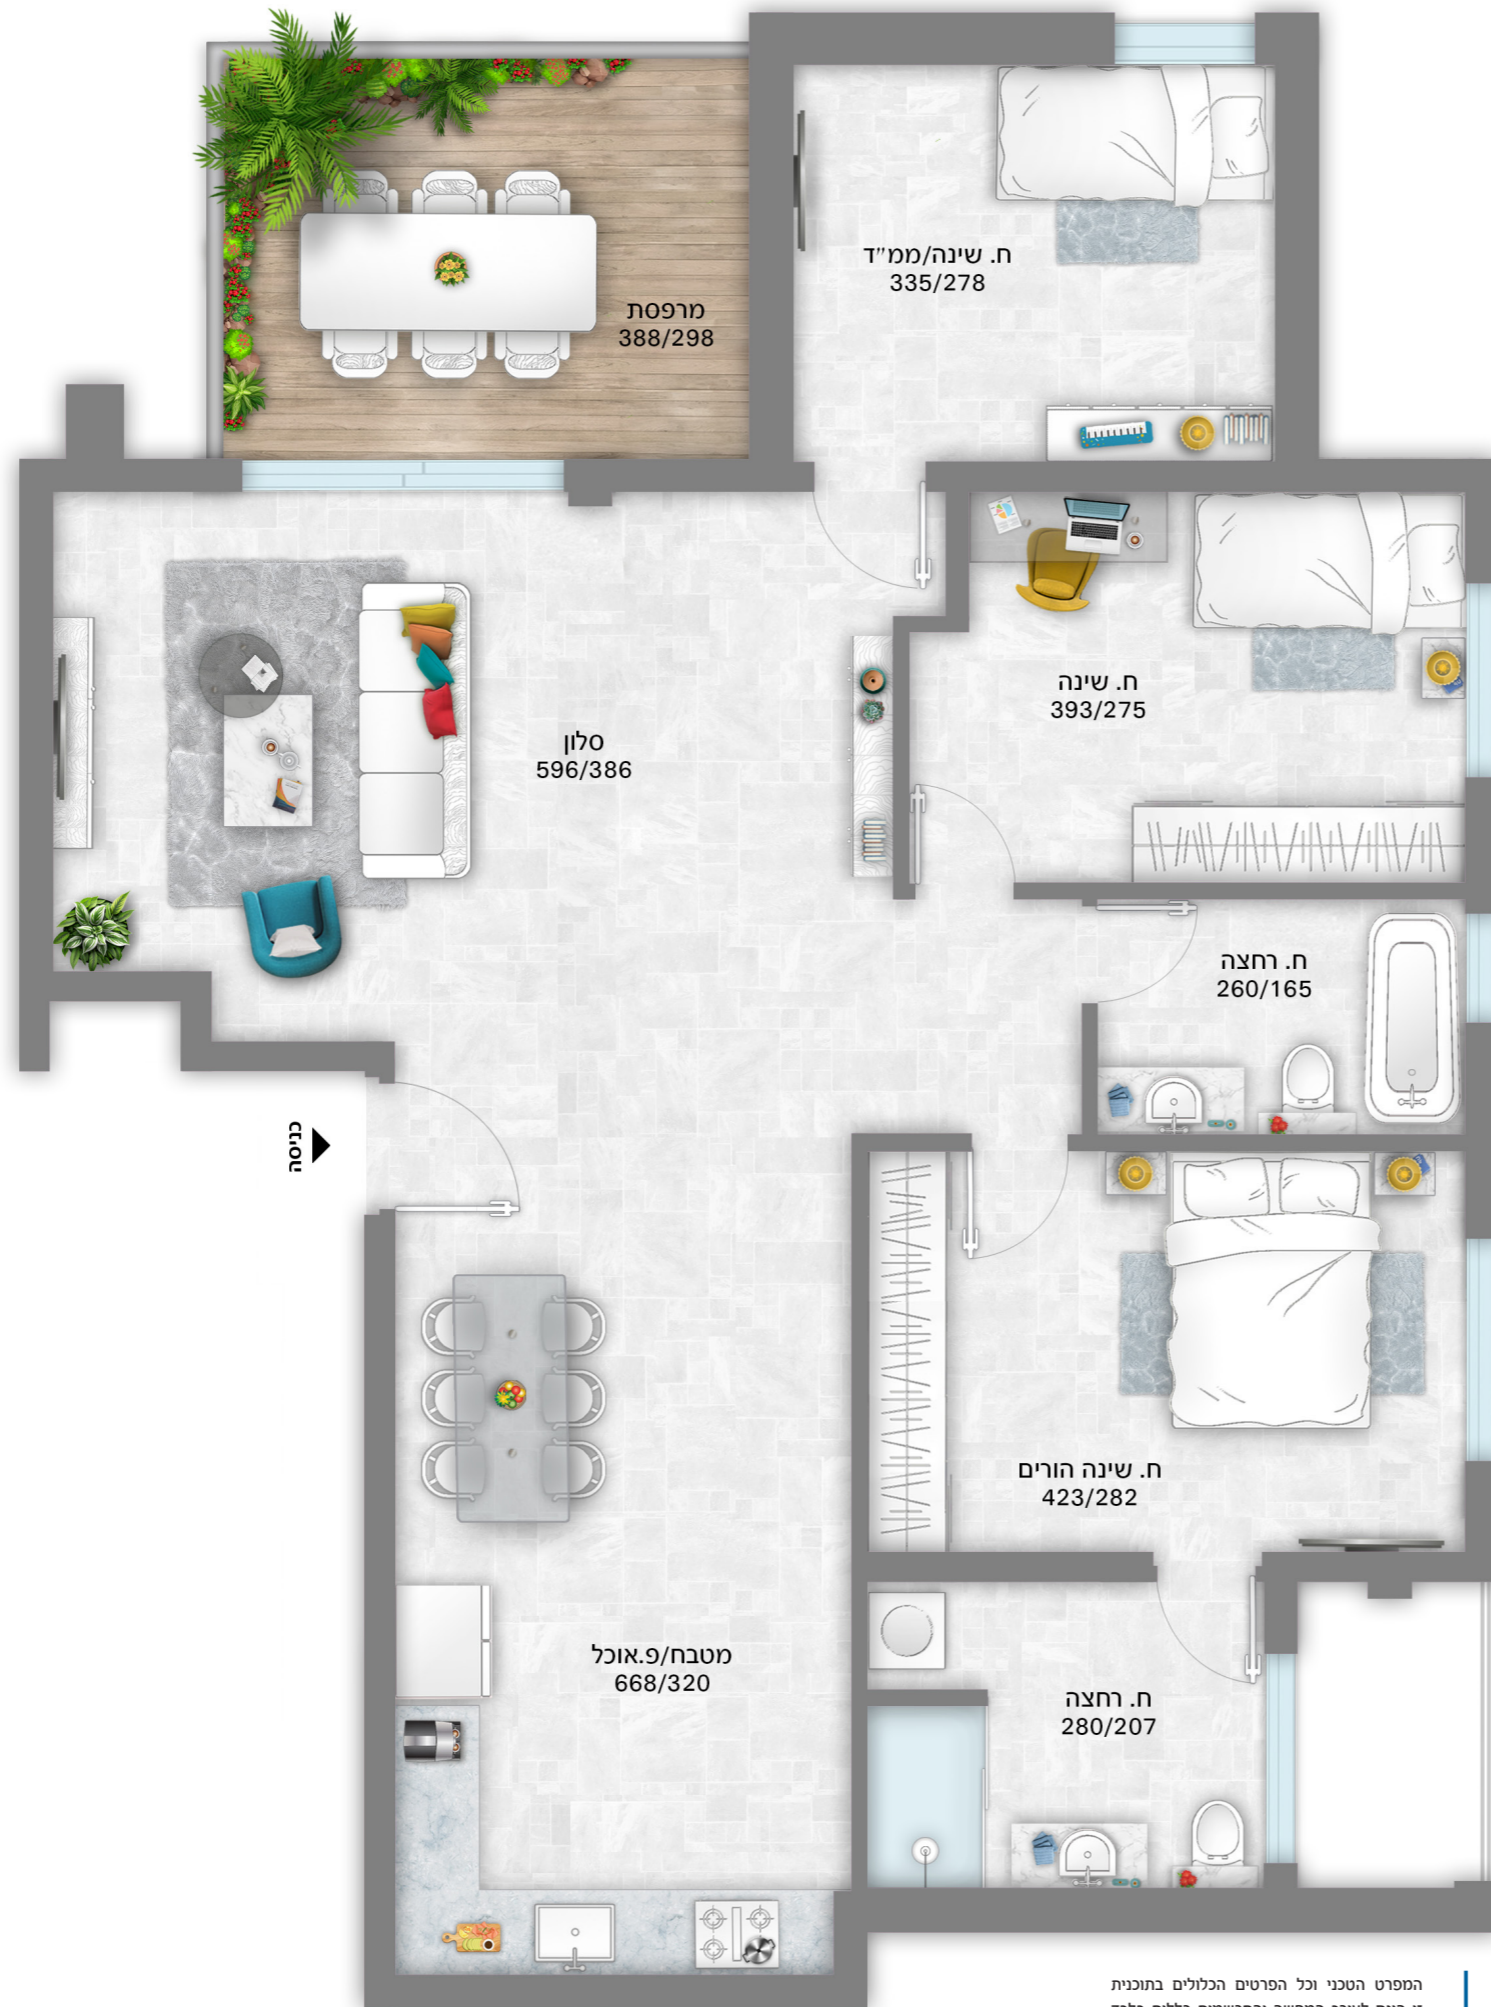 ח. שינה/ממ"ד
335/278
מרפסת
388/298
ח. שינה
393/275
סלון
596/386
ח. רחצה
260/165
כניסה
ח. שינה הורים
423/282
מטבח/פ.אוכל
668/320
ח. רחצה
280/207
המפרט הטכני וכל הפרטים הכלולים בתוכנית